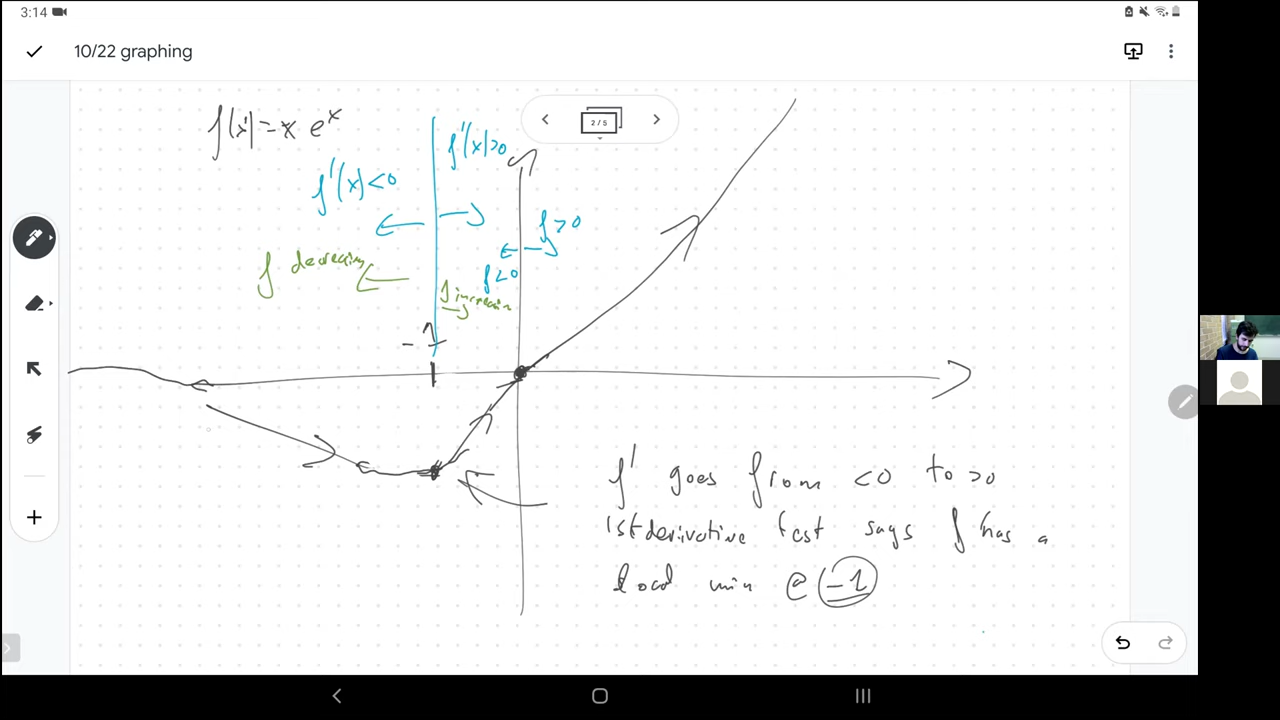 3:14
10/22 graphing
2 / 5
f(x) = x e^x
f'(x) < 0
f'(x) > 0
f > 0
f < 0
f decreasing
f increasing
-1
f' goes from < 0 to > 0
1st derivative test says f has a
local min @ -1